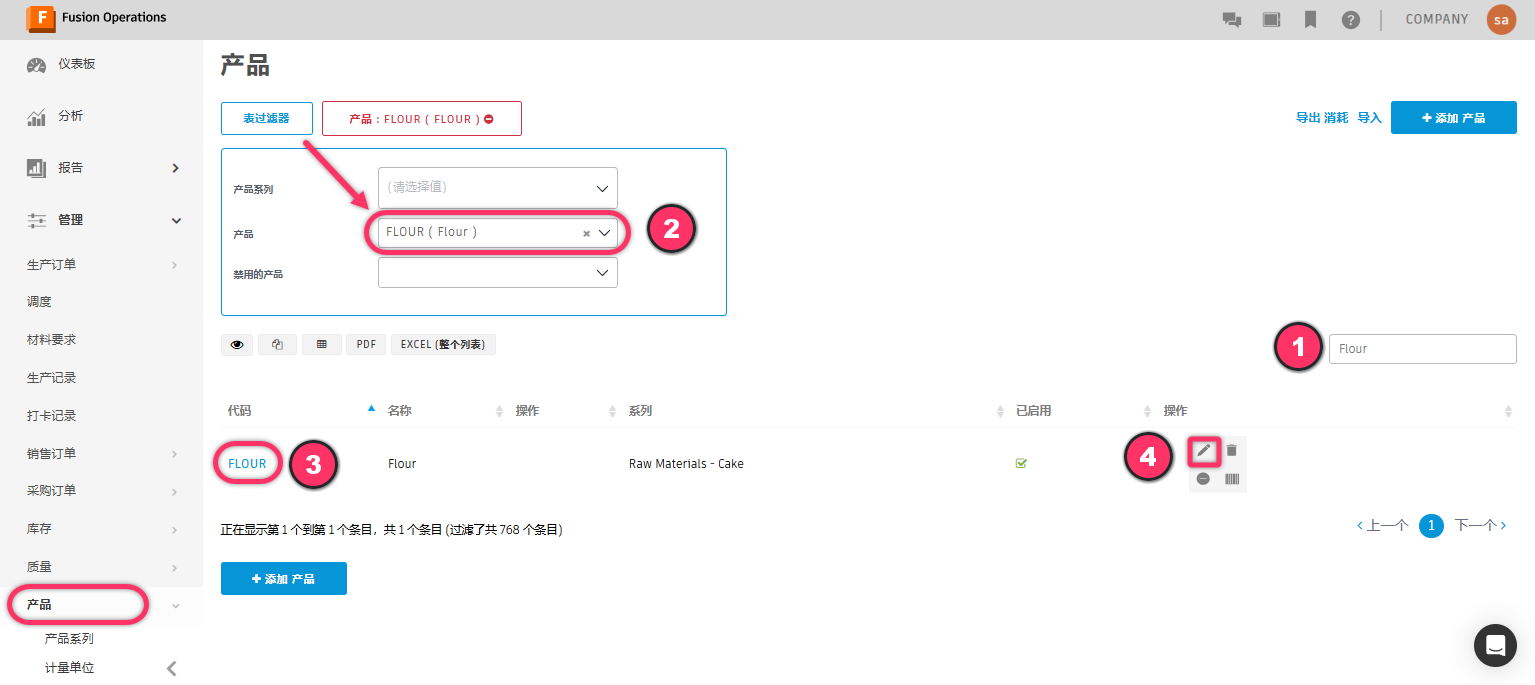 F Fusion Operations
? COMPANY sa
仪表板
分析
报告
管理
生产订单
调度
材料要求
生产记录
打卡记录
销售订单
采购订单
库存
质量
产品
产品系列
计量单位
产品
表过滤器 产品 : FLOUR ( FLOUR )
导出 消耗 导入 + 添加 产品
产品系列 (请选择值)
产品 FLOUR ( Flour ) × 2
禁用的产品
PDF EXCEL (整个列表) 1 Flour
代码 名称 操作 系列 已启用 操作
FLOUR 3 Flour Raw Materials - Cake 4
正在显示第 1 个到第 1 个条目，共 1 个条目 (过滤了共 768 个条目)
‹ 上一个 1 下一个 ›
+ 添加 产品